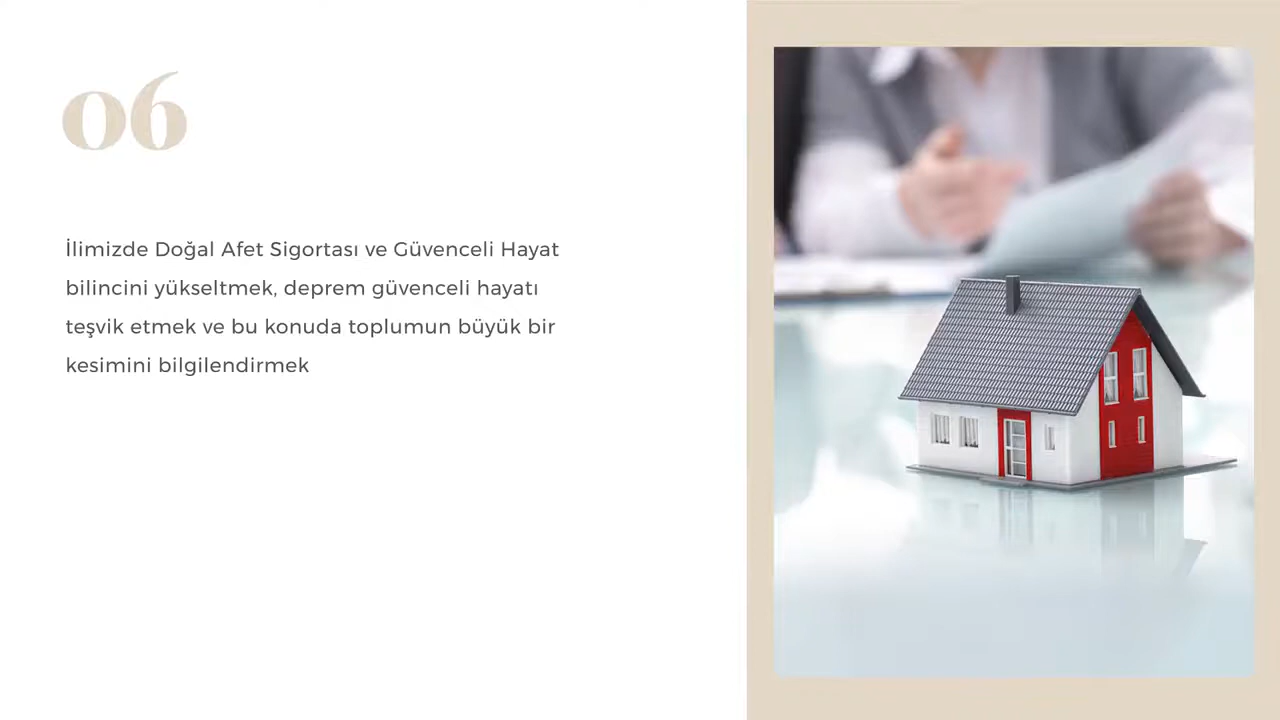 06
İlimizde Doğal Afet Sigortası ve Güvenceli Hayat
bilincini yükseltmek, deprem güvenceli hayatı
teşvik etmek ve bu konuda toplumun büyük bir
kesimini bilgilendirmek